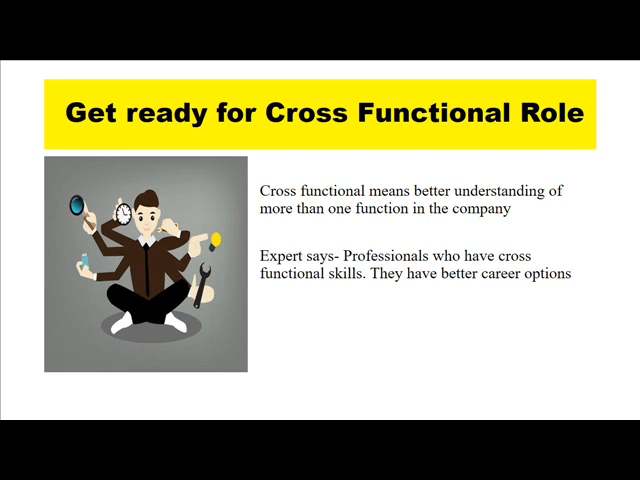 Get ready for Cross Functional Role
Cross functional means better understanding of
more than one function in the company
Expert says- Professionals who have cross
functional skills. They have better career options